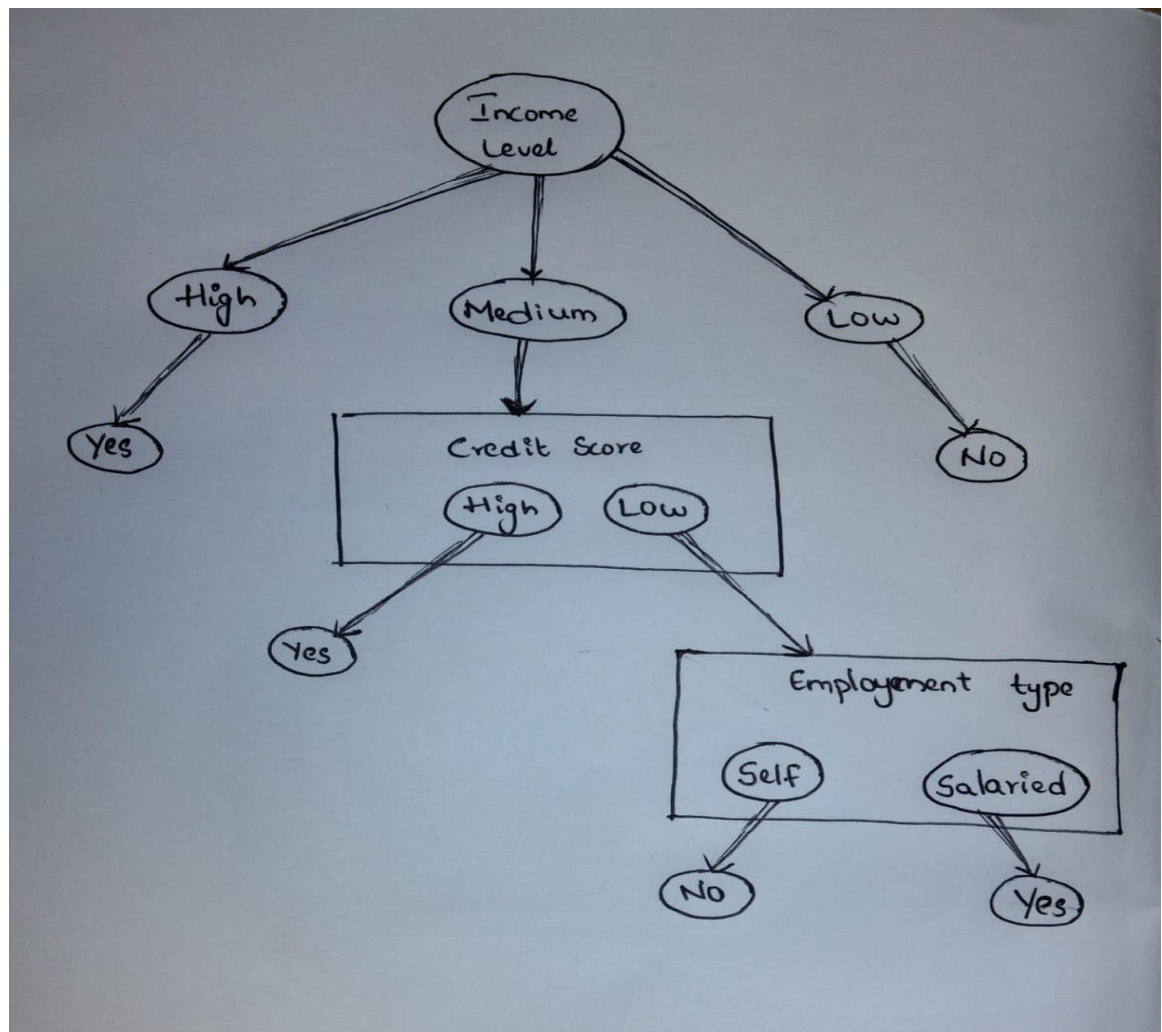 Income
Level
High
Medium
Low
Yes
Credit Score
No
High
Low
Yes
Employement type
Self
Salaried
No
Yes